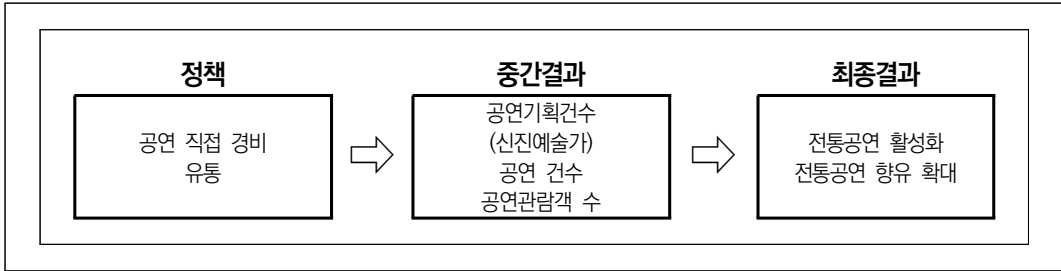 정책
공연 직접 경비
유통
중간결과
공연기획건수
(신진예술가)
공연 건수
공연관람객 수
최종결과
전통공연 활성화
전통공연 향유 확대